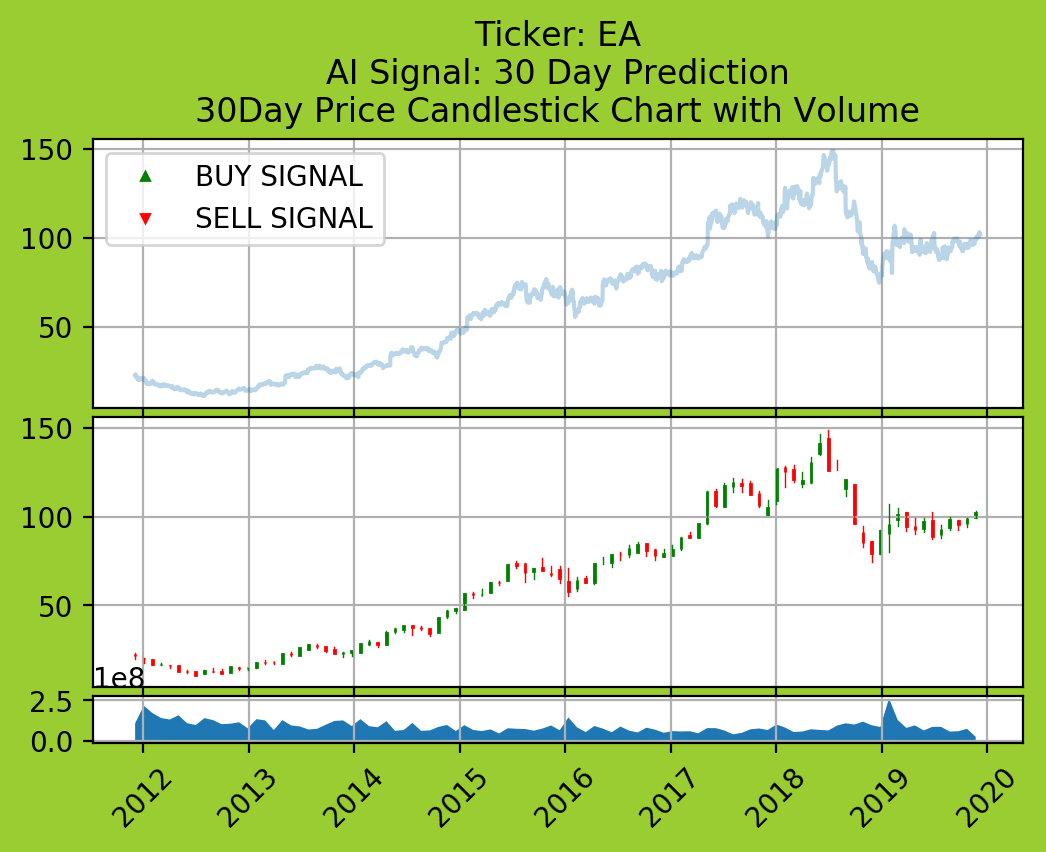 Ticker: EA
AI Signal: 30 Day Prediction
30Day Price Candlestick Chart with Volume
150
BUY SIGNAL
SELL SIGNAL
100
50
150
100
50
1e8
2.5
0.0
2012 2013 2014 2015 2016 2017 2018 2019 2020